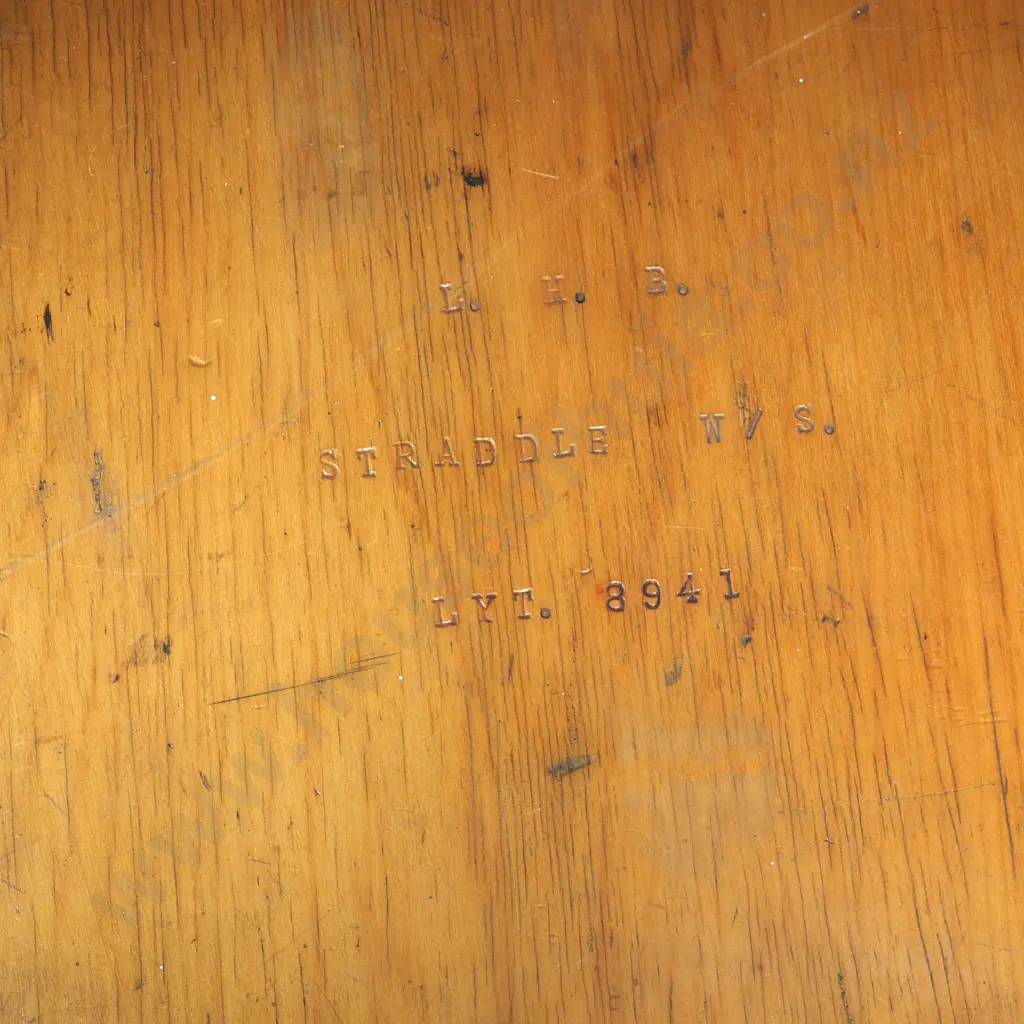 L. H. B.
STRADDLE W/S.
LYT. 8941